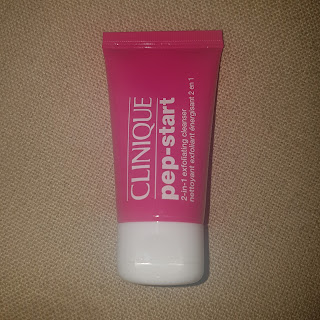 CLINIQUE
pep-start
2-in-1 exfoliating cleanser
nettoyant exfoliant énergisant 2 en 1